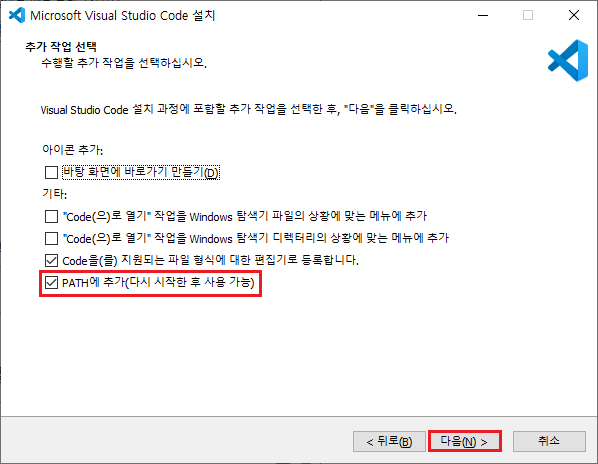 Microsoft Visual Studio Code 설치
추가 작업 선택
수행할 추가 작업을 선택하십시오.
Visual Studio Code 설치 과정에 포함할 추가 작업을 선택한 후, "다음"을 클릭하십시오.
아이콘 추가:
바탕 화면에 바로가기 만들기(D)
기타:
"Code(으)로 열기" 작업을 Windows 탐색기 파일의 상황에 맞는 메뉴에 추가
"Code(으)로 열기" 작업을 Windows 탐색기 디렉터리의 상황에 맞는 메뉴에 추가
Code을(를) 지원되는 파일 형식에 대한 편집기로 등록합니다.
PATH에 추가(다시 시작한 후 사용 가능)
< 뒤로(B) 다음(N) > 취소